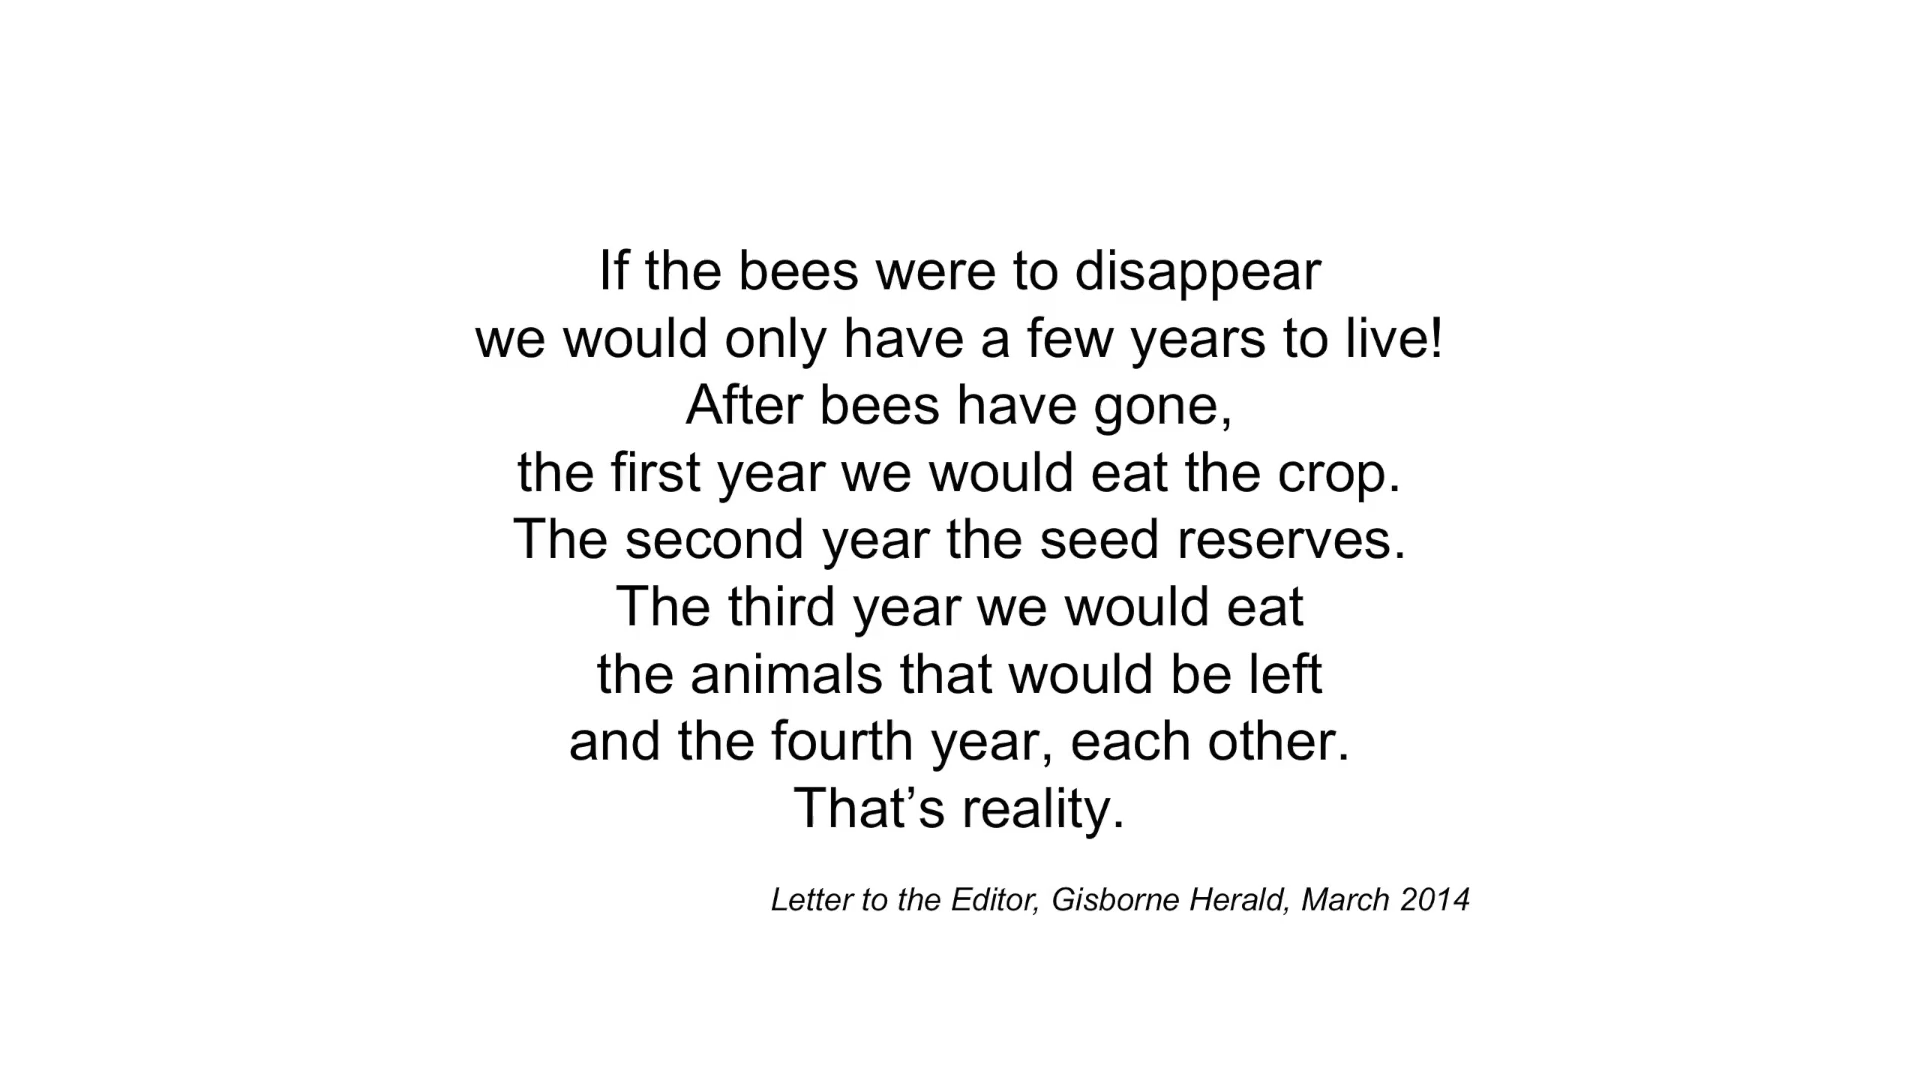 If the bees were to disappear
we would only have a few years to live!
After bees have gone,
the first year we would eat the crop.
The second year the seed reserves.
The third year we would eat
the animals that would be left
and the fourth year, each other.
That’s reality.
Letter to the Editor, Gisborne Herald, March 2014